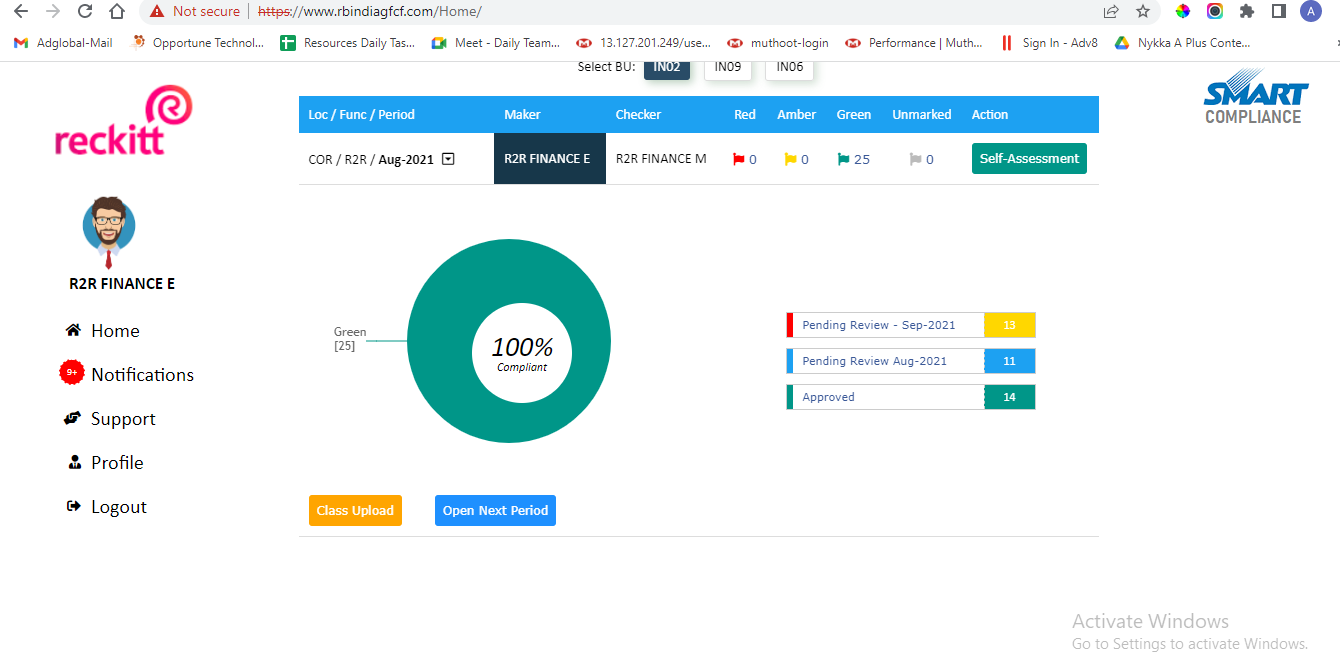 Not secure https://www.rbindiagfcf.com/Home/ A
Adglobal-Mail Opportune Technol... Resources Daily Tas... Meet - Daily Team... 13.127.201.249/use... muthoot-login Performance | Muth... Sign In - Adv8 Nykka A Plus Conte...
Select BU: IN02 IN09 IN06
reckitt
SMART
COMPLIANCE
Loc / Func / Period Maker Checker Red Amber Green Unmarked Action
COR / R2R / Aug-2021 R2R FINANCE E R2R FINANCE M 0 0 25 0 Self-Assessment
R2R FINANCE E
Home
9+ Notifications
Support
Profile
Logout
Green
[25]
100%
Compliant
Pending Review - Sep-2021 13
Pending Review Aug-2021 11
Approved 14
Class Upload Open Next Period
Activate Windows
Go to Settings to activate Windows.